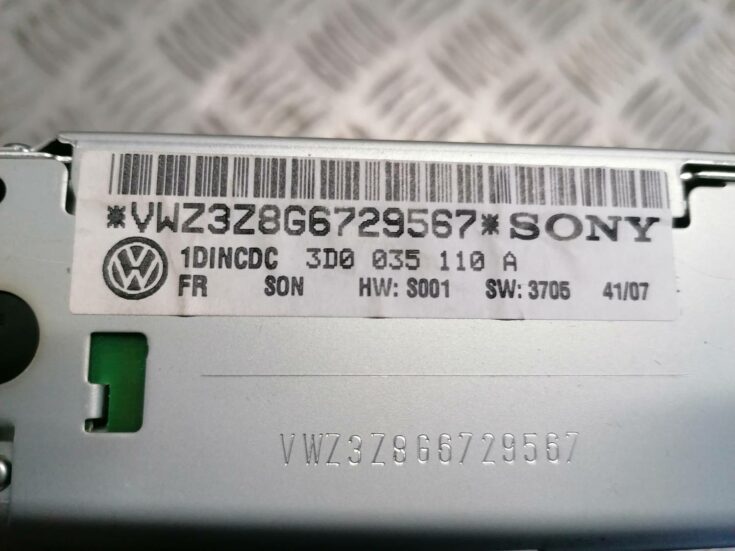 *VWZ3Z8G6729567* SONY
1DINCDC 3D0 035 110 A
FR SON HW: S001 SW: 3705 41/07
VWZ3Z8G6729567